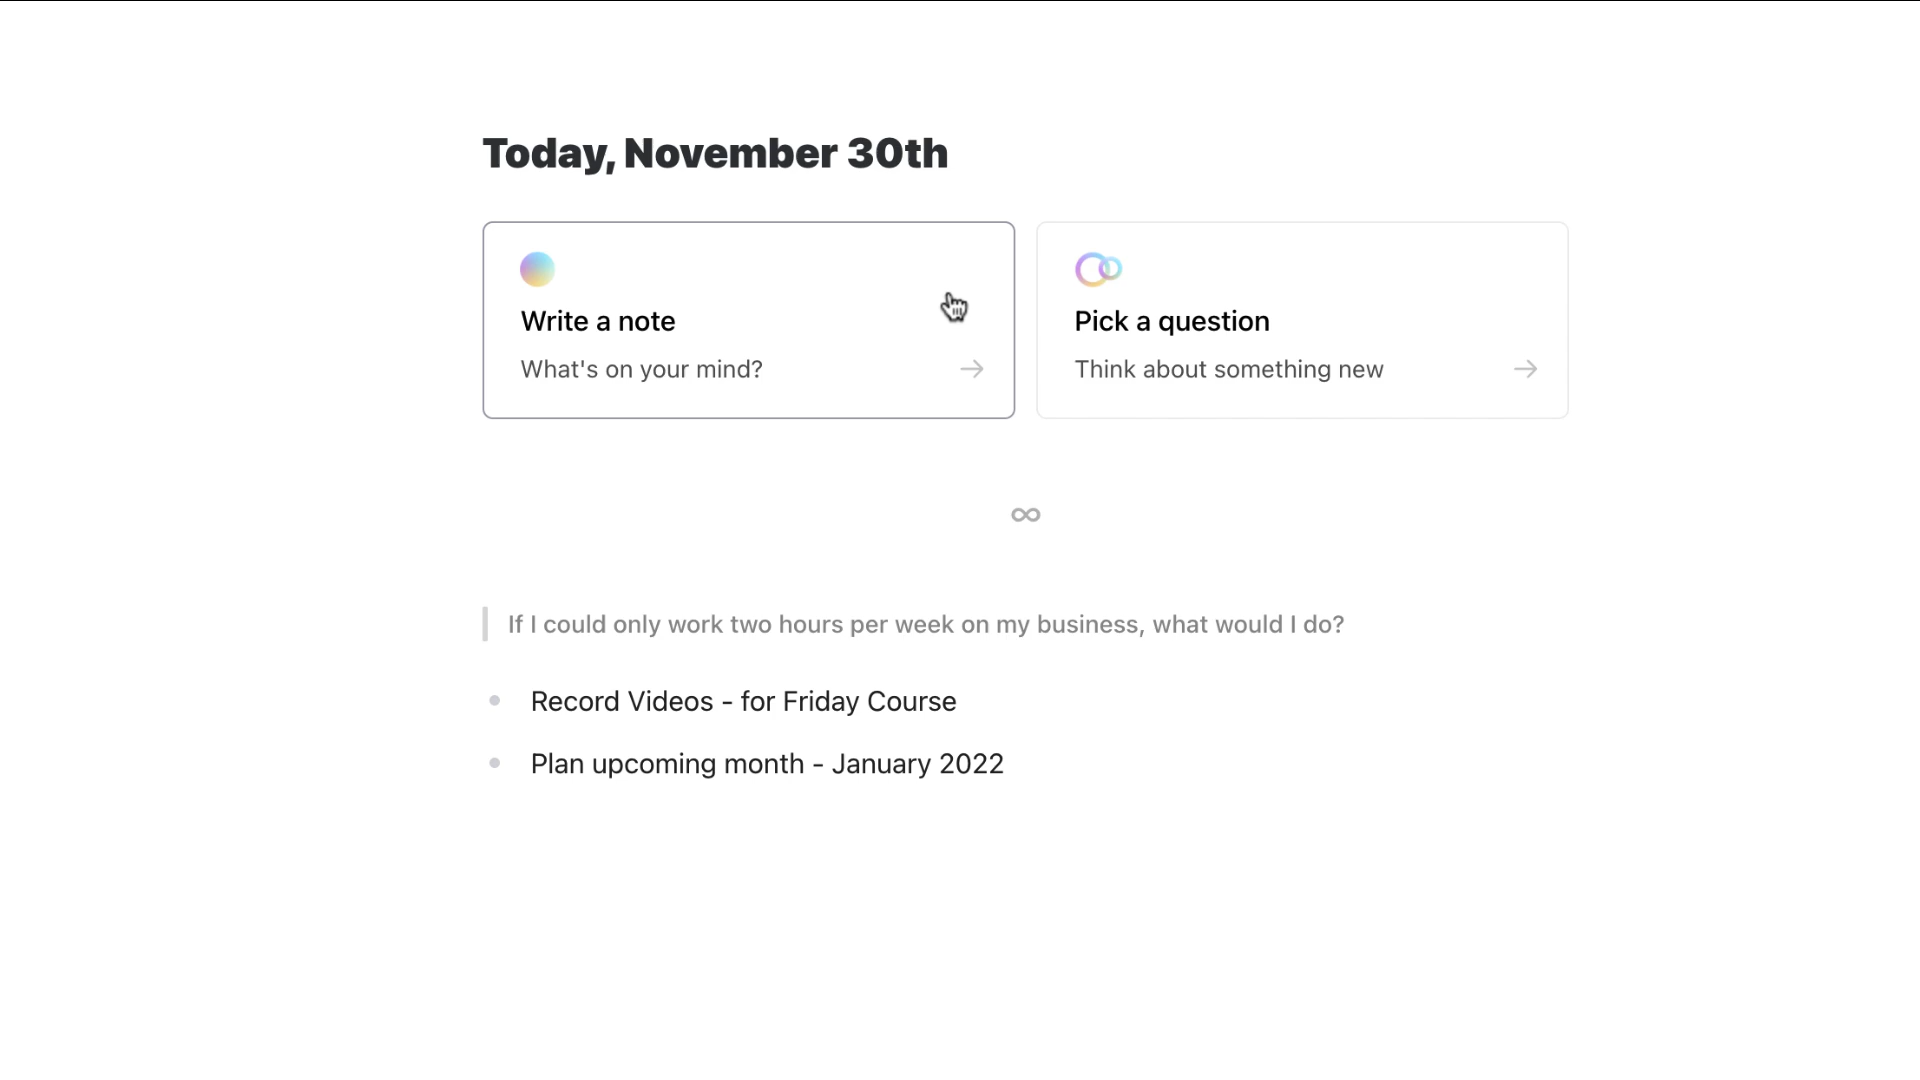 Today, November 30th
Write a note
What's on your mind?
Pick a question
Think about something new
If I could only work two hours per week on my business, what would I do?
Record Videos - for Friday Course
Plan upcoming month - January 2022